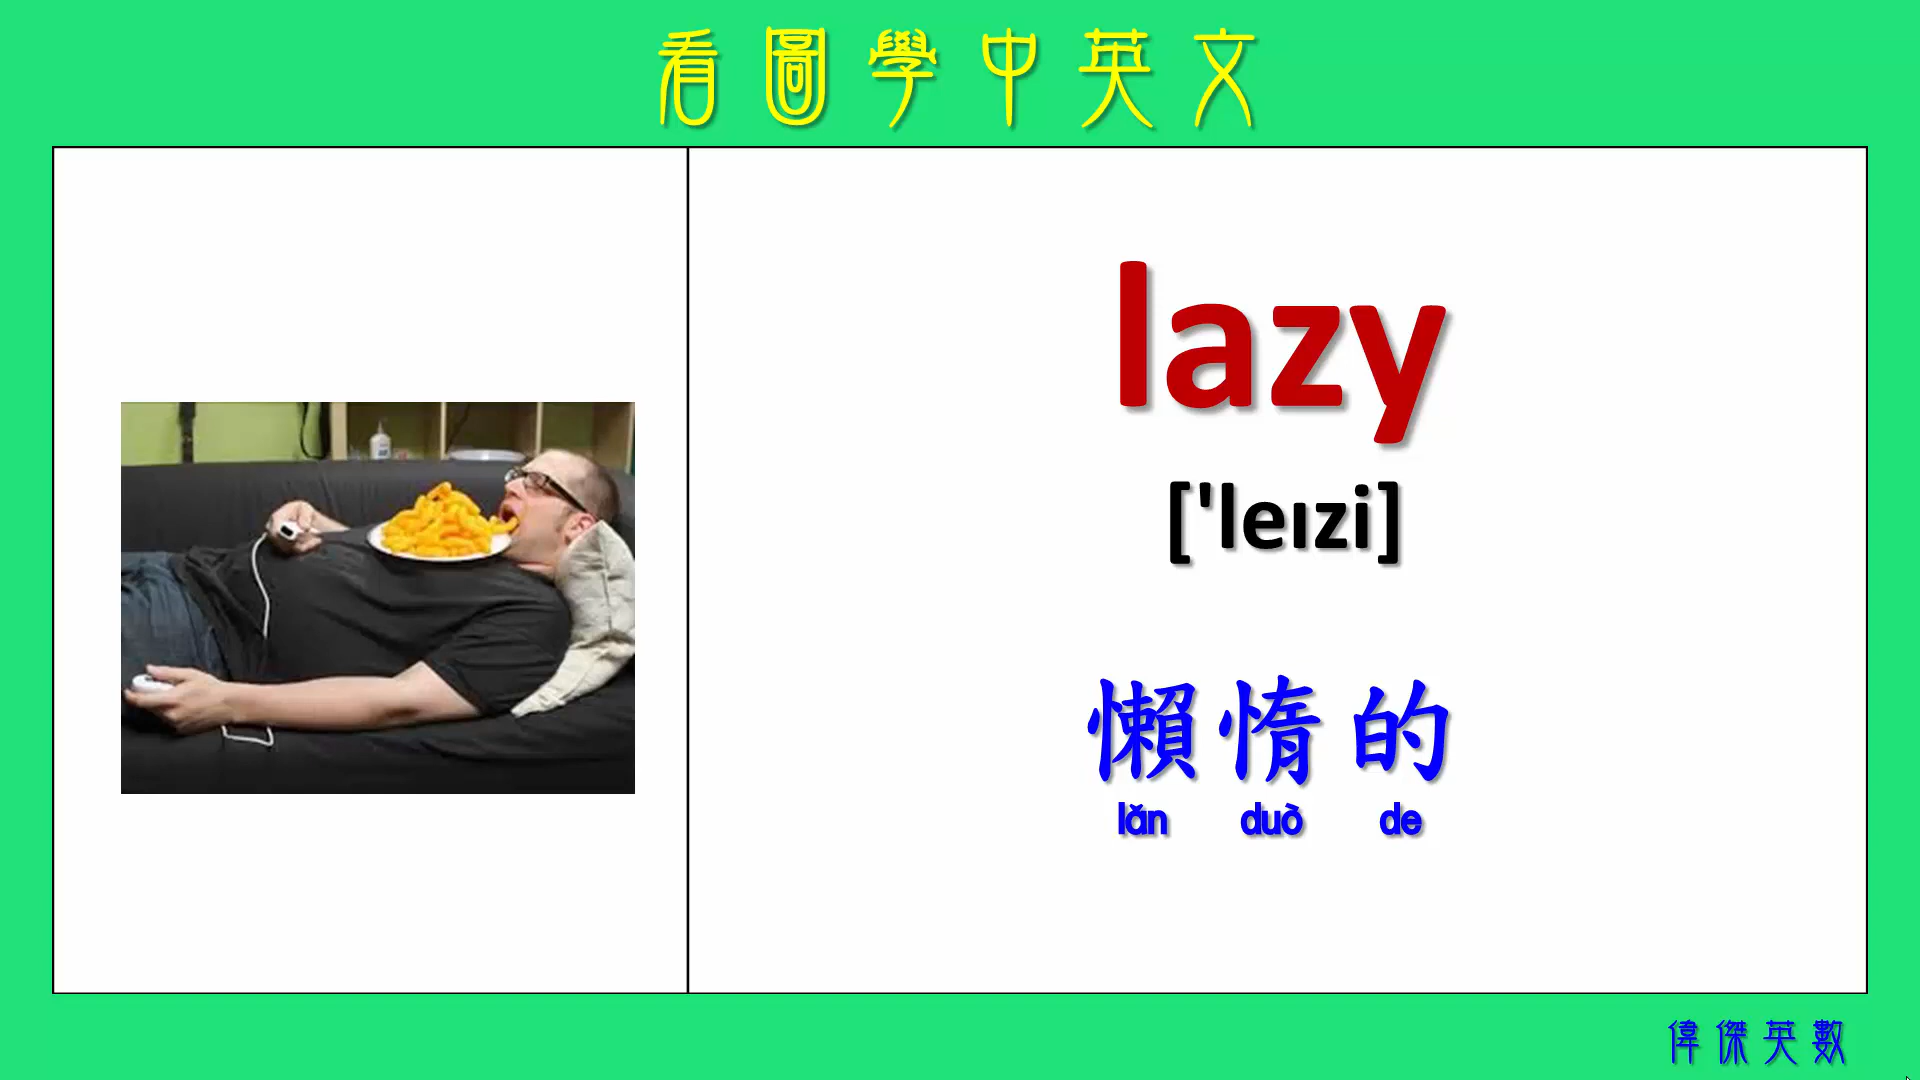 看圖學中英文
lazy
['leɪzi]
懶惰的
lǎn duò de
偉傑英數